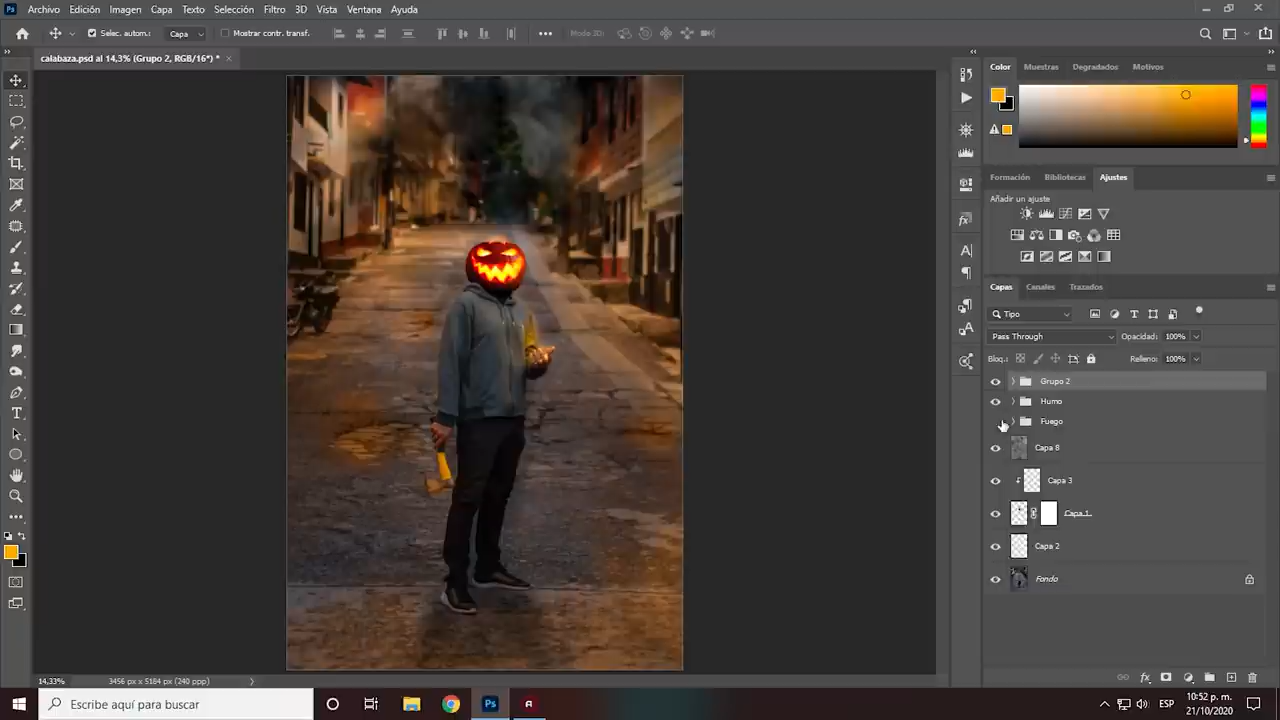 Ps Archivo Edición Imagen Capa Texto Selección Filtro 3D Vista Ventana Ayuda
Selec. autom.: Capa Mostrar contr. transf. Modo 3D:
calabaza.psd al 14,3% (Grupo 2, RGB/16*) *
Color Muestras Degradados Motivos
Formación Bibliotecas Ajustes
Añadir un ajuste
Capas Canales Trazados
Tipo
Pass Through Opacidad: 100%
Bloq.: Relleno: 100%
Grupo 2
Humo
Fuego
Capa 8
Capa 3
Capa 1
Capa 2
Fondo
14,33% 3456 px x 5184 px (240 ppp)
Escribe aquí para buscar
Ps
ESP
10:52 p. m.
21/10/2020